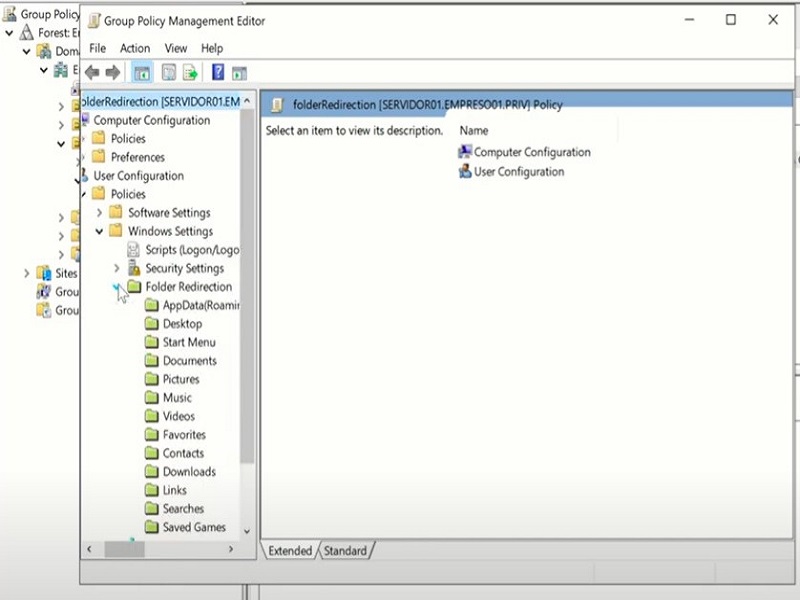 Group Policy
Forest: E
Dom
E
Sites
Grou
Grou
Group Policy Management Editor
File Action View Help
olderRedirection [SERVIDOR01.EM
Computer Configuration
Policies
Preferences
User Configuration
Policies
Software Settings
Windows Settings
Scripts (Logon/Logo
Security Settings
Folder Redirection
AppData(Roamin
Desktop
Start Menu
Documents
Pictures
Music
Videos
Favorites
Contacts
Downloads
Links
Searches
Saved Games
folderRedirection [SERVIDOR01.EMPRESO01.PRIV] Policy
Select an item to view its description.
Name
Computer Configuration
User Configuration
Extended Standard